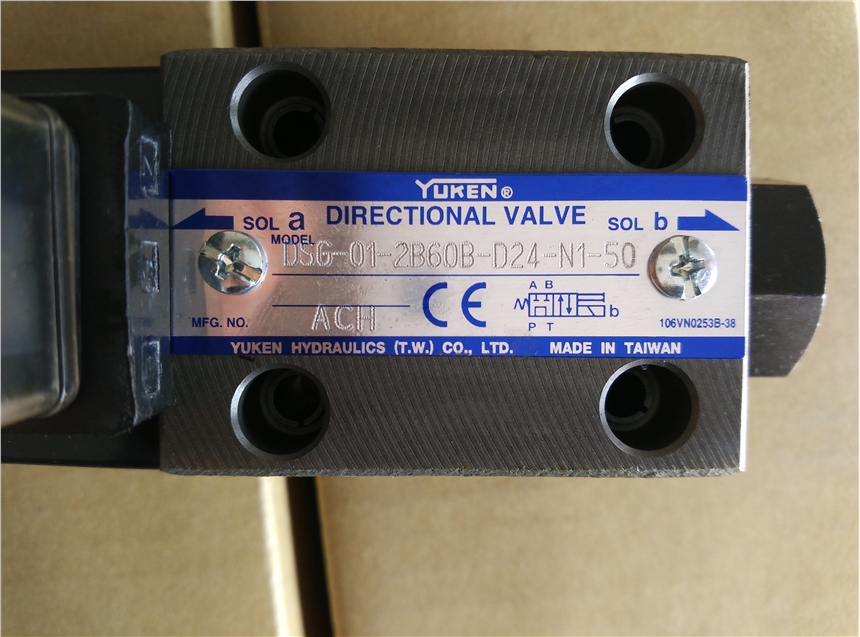 YUKEN®
SOL a DIRECTIONAL VALVE SOL b
MODEL DSG-01-2B60B-D24-N1-50
A B
b
P T
MFG. NO. ACH CE 106VN0253B-38
YUKEN HYDRAULICS (T.W.) CO., LTD. MADE IN TAIWAN